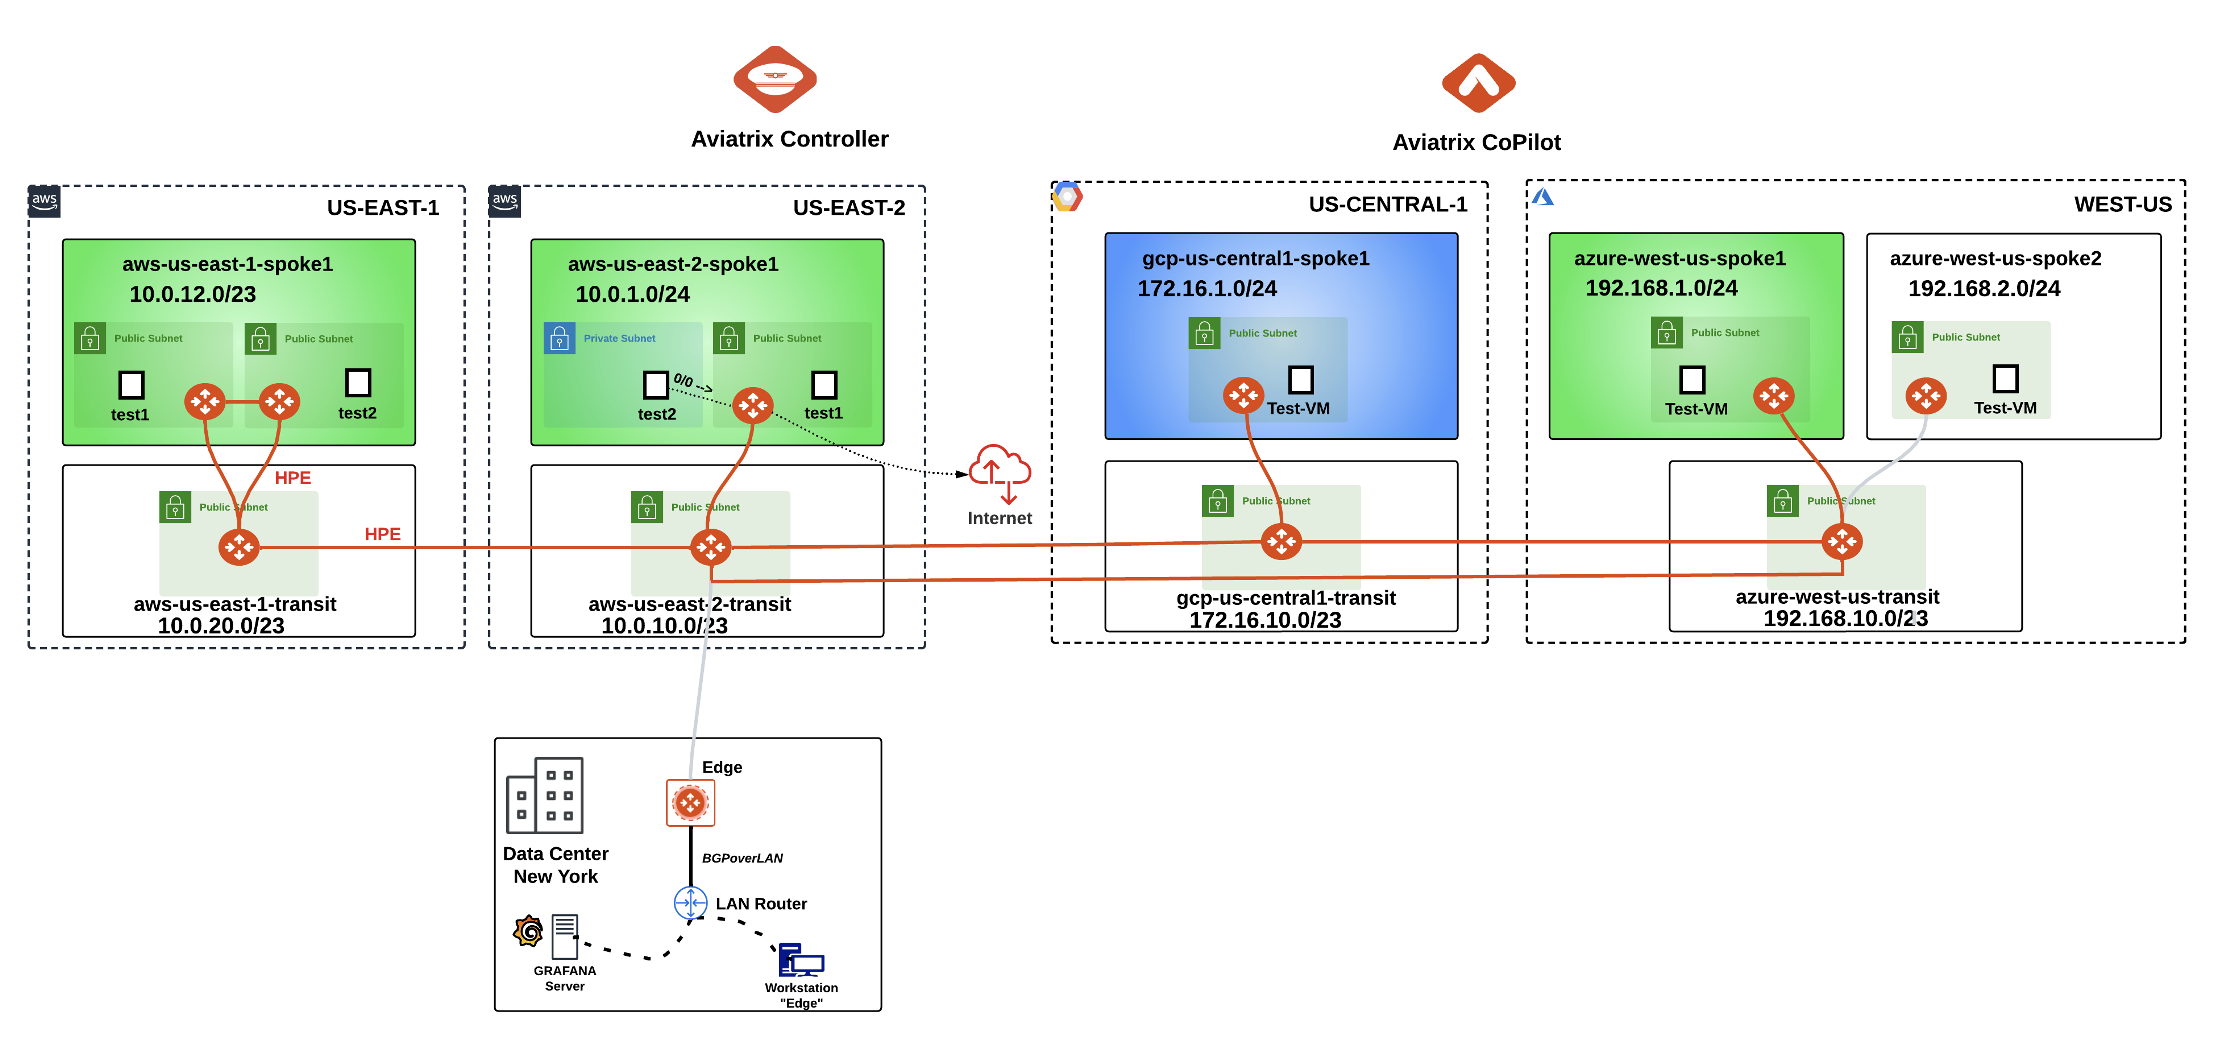 Aviatrix Controller
Aviatrix CoPilot
aws
US-EAST-1
aws-us-east-1-spoke1
10.0.12.0/23
Public Subnet
Public Subnet
test1
test2
HPE
Public Subnet
HPE
aws-us-east-1-transit
10.0.20.0/23
aws
US-EAST-2
aws-us-east-2-spoke1
10.0.1.0/24
Private Subnet
Public Subnet
0/0 -->
test2
test1
Public Subnet
aws-us-east-2-transit
10.0.10.0/23
Internet
US-CENTRAL-1
gcp-us-central1-spoke1
172.16.1.0/24
Public Subnet
Test-VM
Public Subnet
gcp-us-central1-transit
172.16.10.0/23
WEST-US
azure-west-us-spoke1
192.168.1.0/24
Public Subnet
Test-VM
azure-west-us-spoke2
192.168.2.0/24
Public Subnet
Test-VM
Public Subnet
azure-west-us-transit
192.168.10.0/23
Edge
Data Center
New York
BGPoverLAN
LAN Router
GRAFANA
Server
Workstation
"Edge"